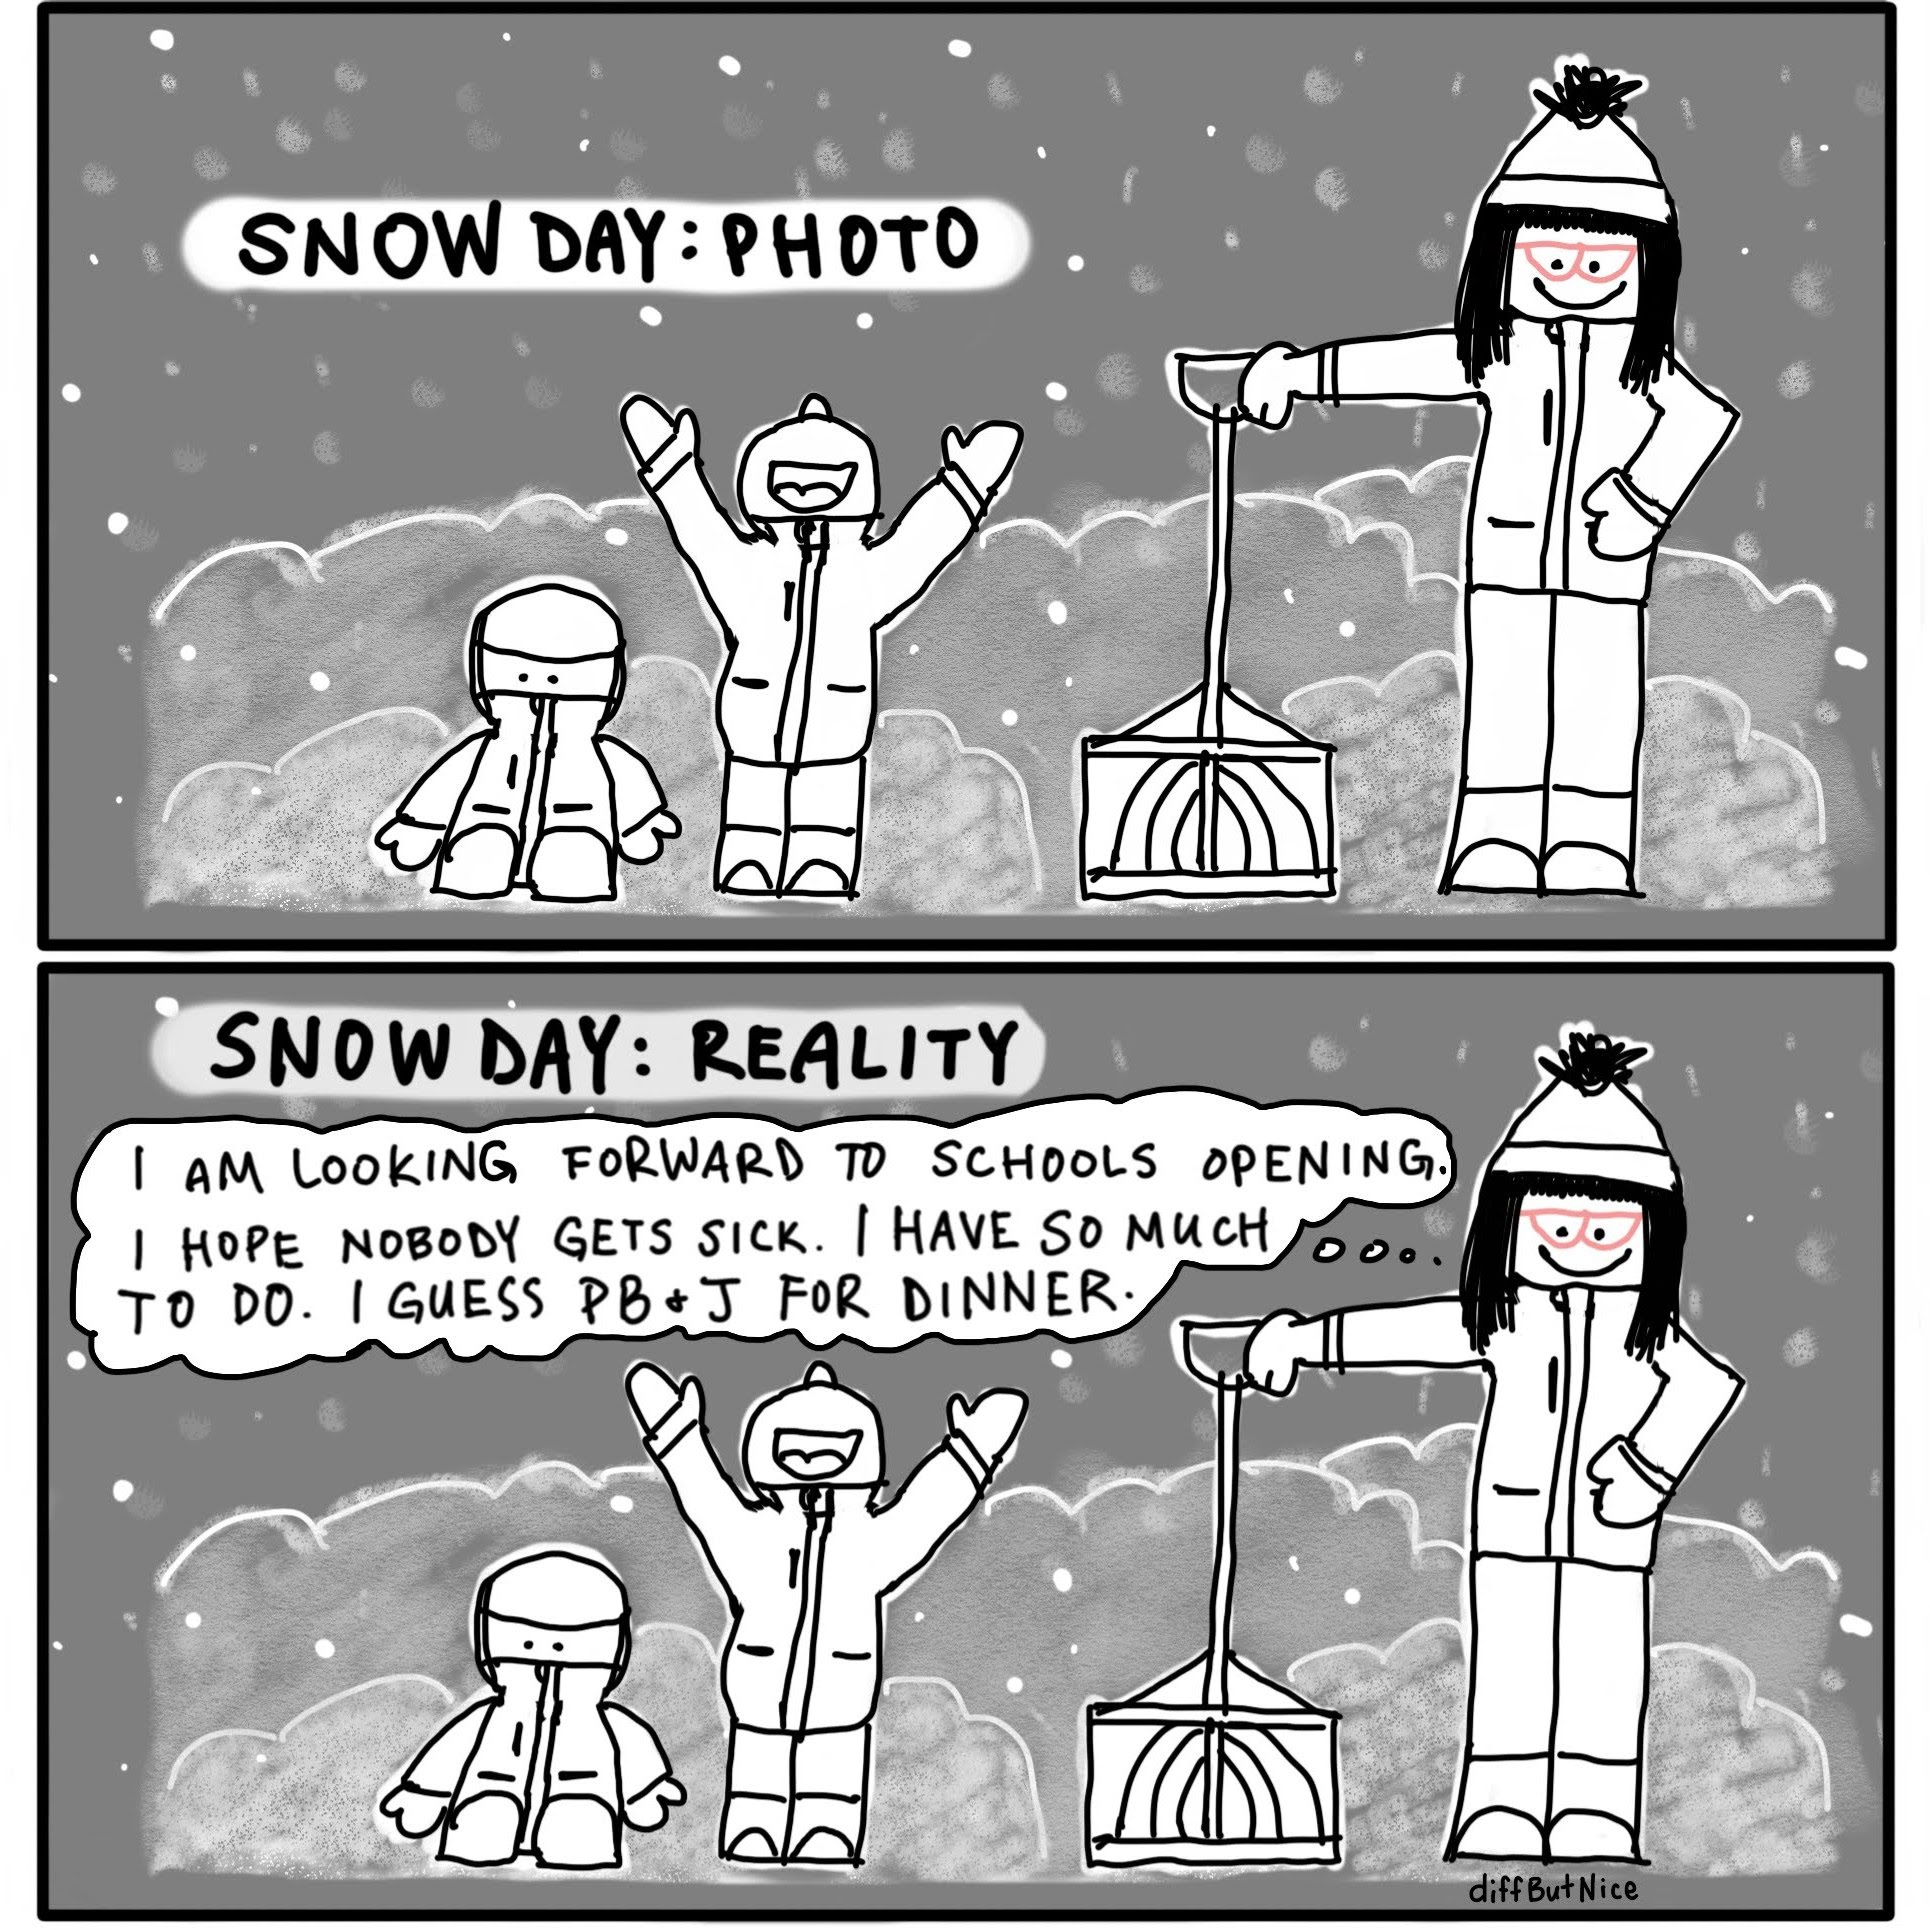 SNOW DAY: PHOTO
SNOW DAY: REALITY
I AM LOOKING FORWARD TO SCHOOLS OPENING.
I HOPE NOBODY GETS SICK. I HAVE SO MUCH
TO DO. I GUESS PB&J FOR DINNER.
diffButNice